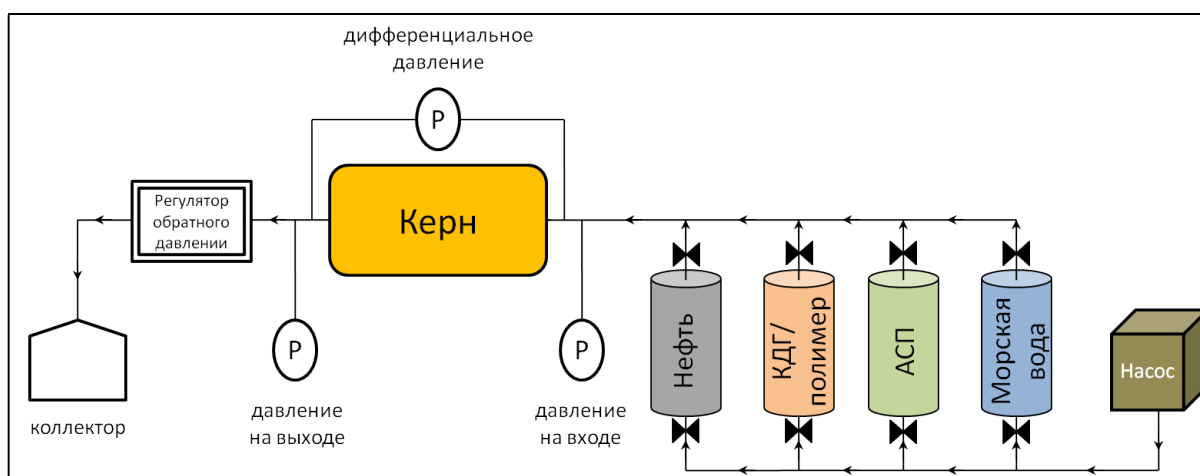 дифференциальное
давление
Р
Регулятор
обратного
давлении
Керн
Р
Р
давление
на выходе
давление
на входе
коллектор
Нефть
КДГ/
полимер
АСП
Морская
вода
Насос